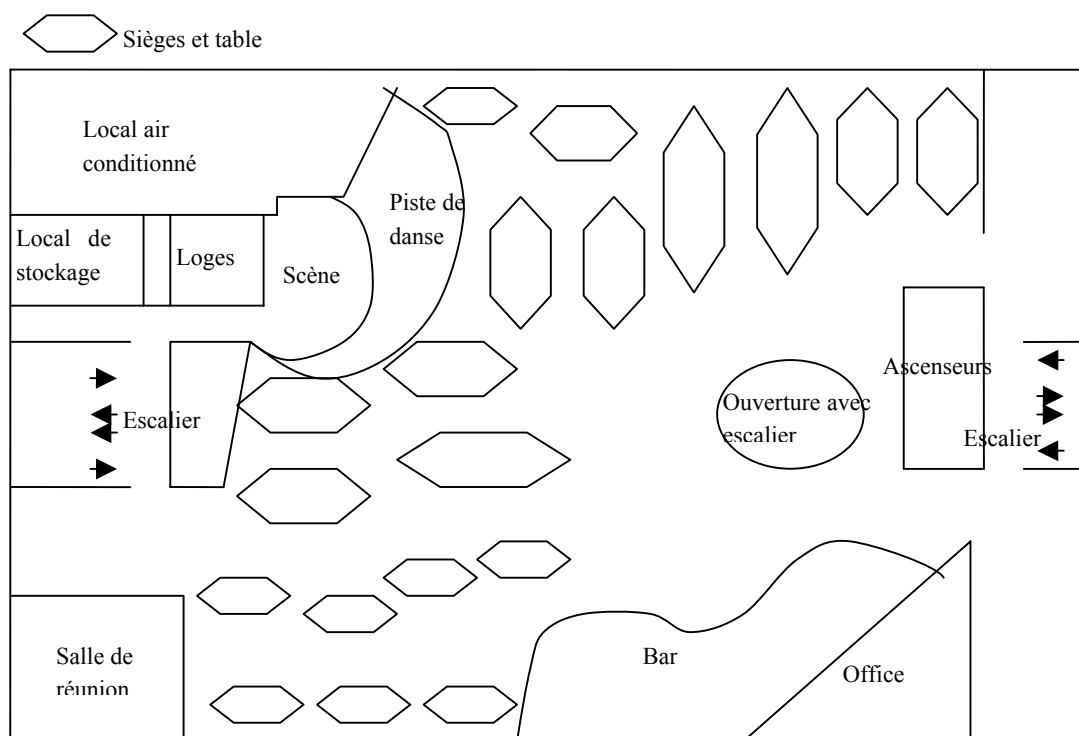 Sièges et table
Local air
conditionné
Piste de
danse
Local de
stockage
Loges
Scène
Ascenseurs
Ouverture avec
escalier
Escalier
Escalier
Salle de
réunion
Bar
Office